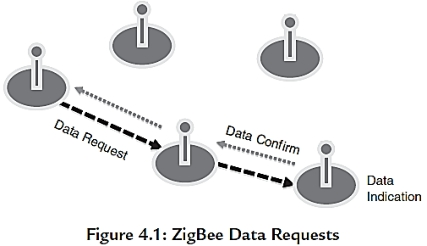 Data Request
Data Confirm
Data
Indication
Figure 4.1: ZigBee Data Requests